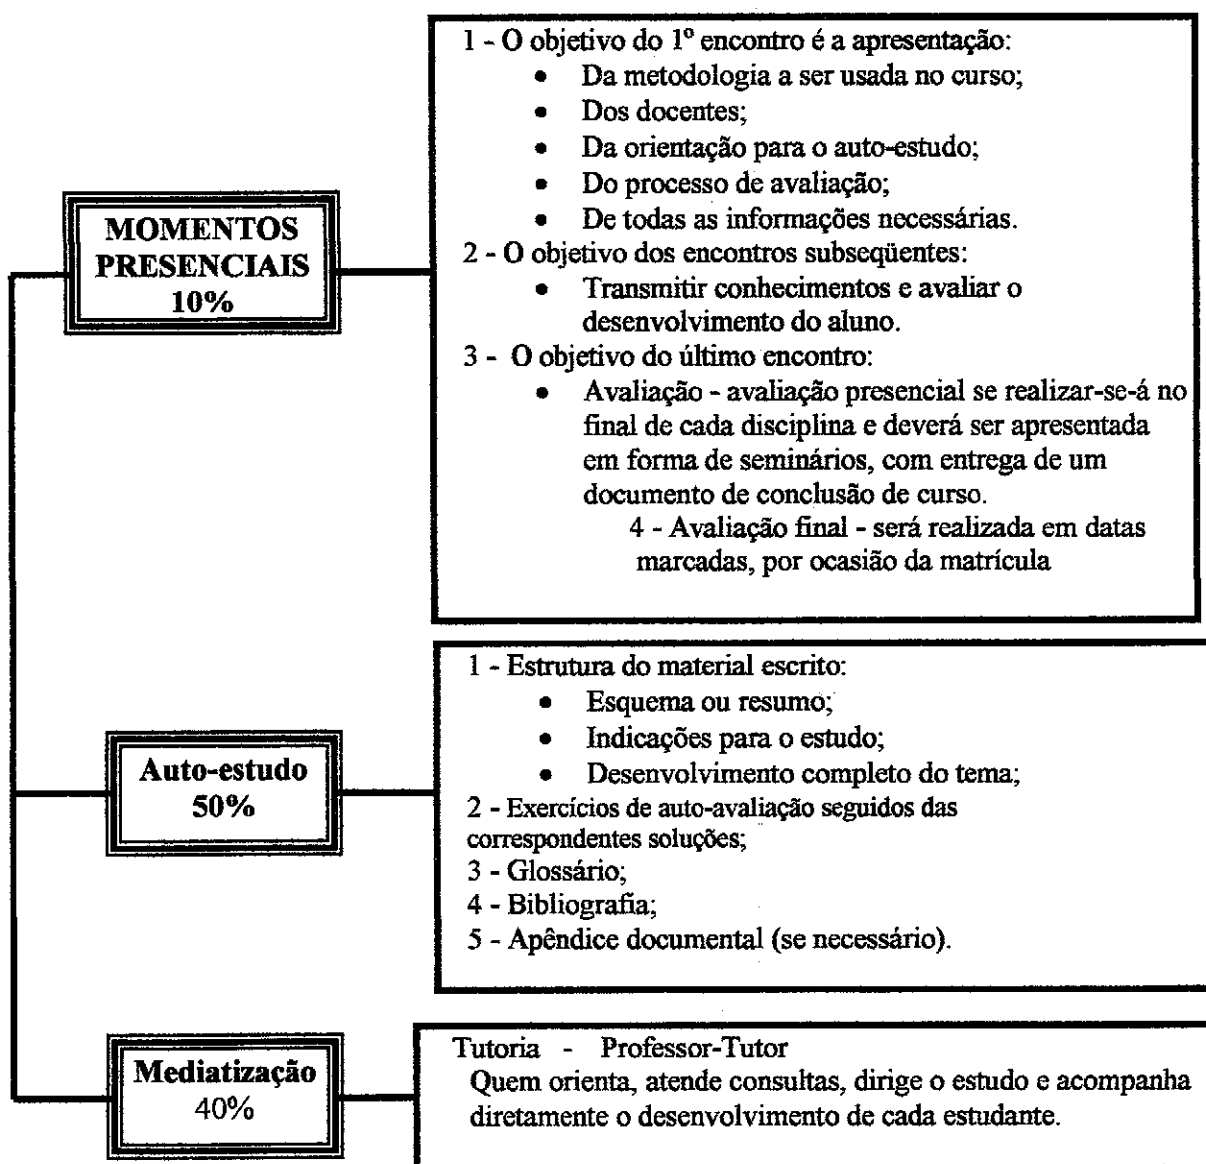 MOMENTOS
PRESENCIAIS
10%
1 - O objetivo do 1º encontro é a apresentação:
• Da metodologia a ser usada no curso;
• Dos docentes;
• Da orientação para o auto-estudo;
• Do processo de avaliação;
• De todas as informações necessárias.
2 - O objetivo dos encontros subseqüentes:
• Transmitir conhecimentos e avaliar o
desenvolvimento do aluno.
3 - O objetivo do último encontro:
• Avaliação - avaliação presencial se realizar-se-á no
final de cada disciplina e deverá ser apresentada
em forma de seminários, com entrega de um
documento de conclusão de curso.
4 - Avaliação final - será realizada em datas
marcadas, por ocasião da matrícula
Auto-estudo
50%
1 - Estrutura do material escrito:
• Esquema ou resumo;
• Indicações para o estudo;
• Desenvolvimento completo do tema;
2 - Exercícios de auto-avaliação seguidos das
correspondentes soluções;
3 - Glossário;
4 - Bibliografia;
5 - Apêndice documental (se necessário).
Mediatização
40%
Tutoria - Professor-Tutor
Quem orienta, atende consultas, dirige o estudo e acompanha
diretamente o desenvolvimento de cada estudante.